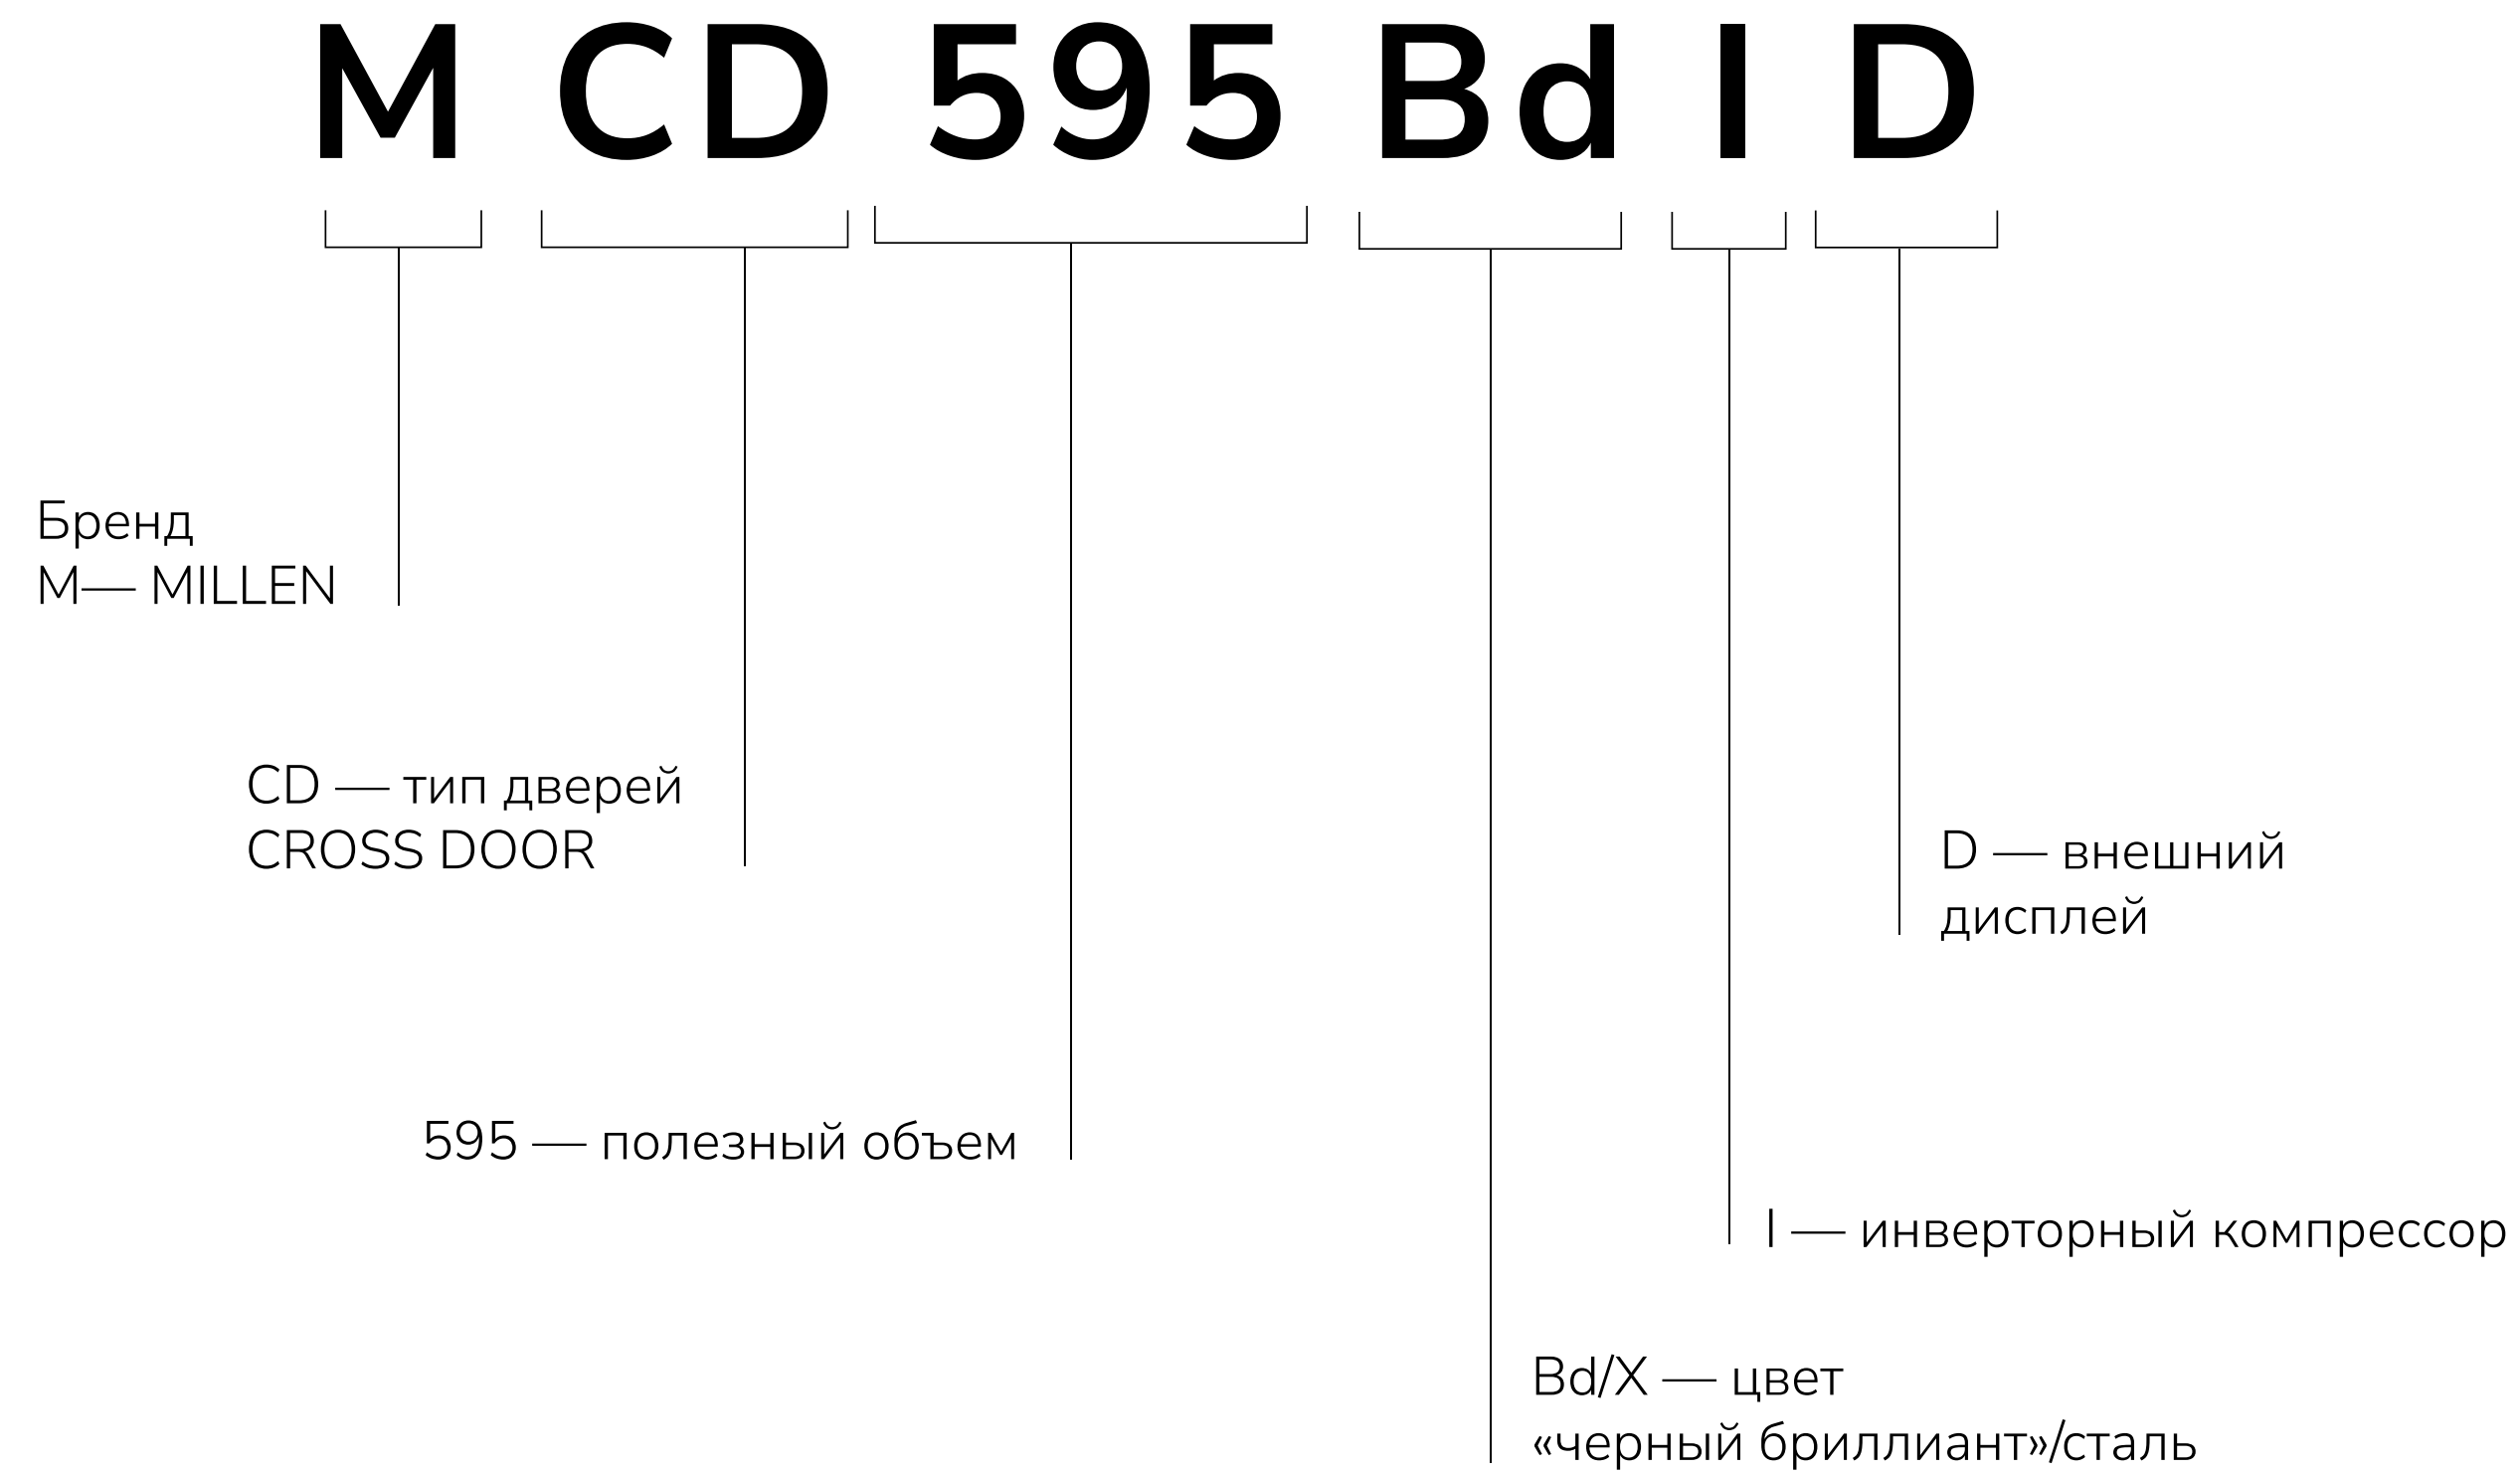 M CD 595 Bd I D
Бренд
М— MILLEN
CD — тип дверей
CROSS DOOR
D — внешний
дисплей
595 — полезный объем
I — инверторный компрессор
Bd/X — цвет
«черный бриллиант»/сталь